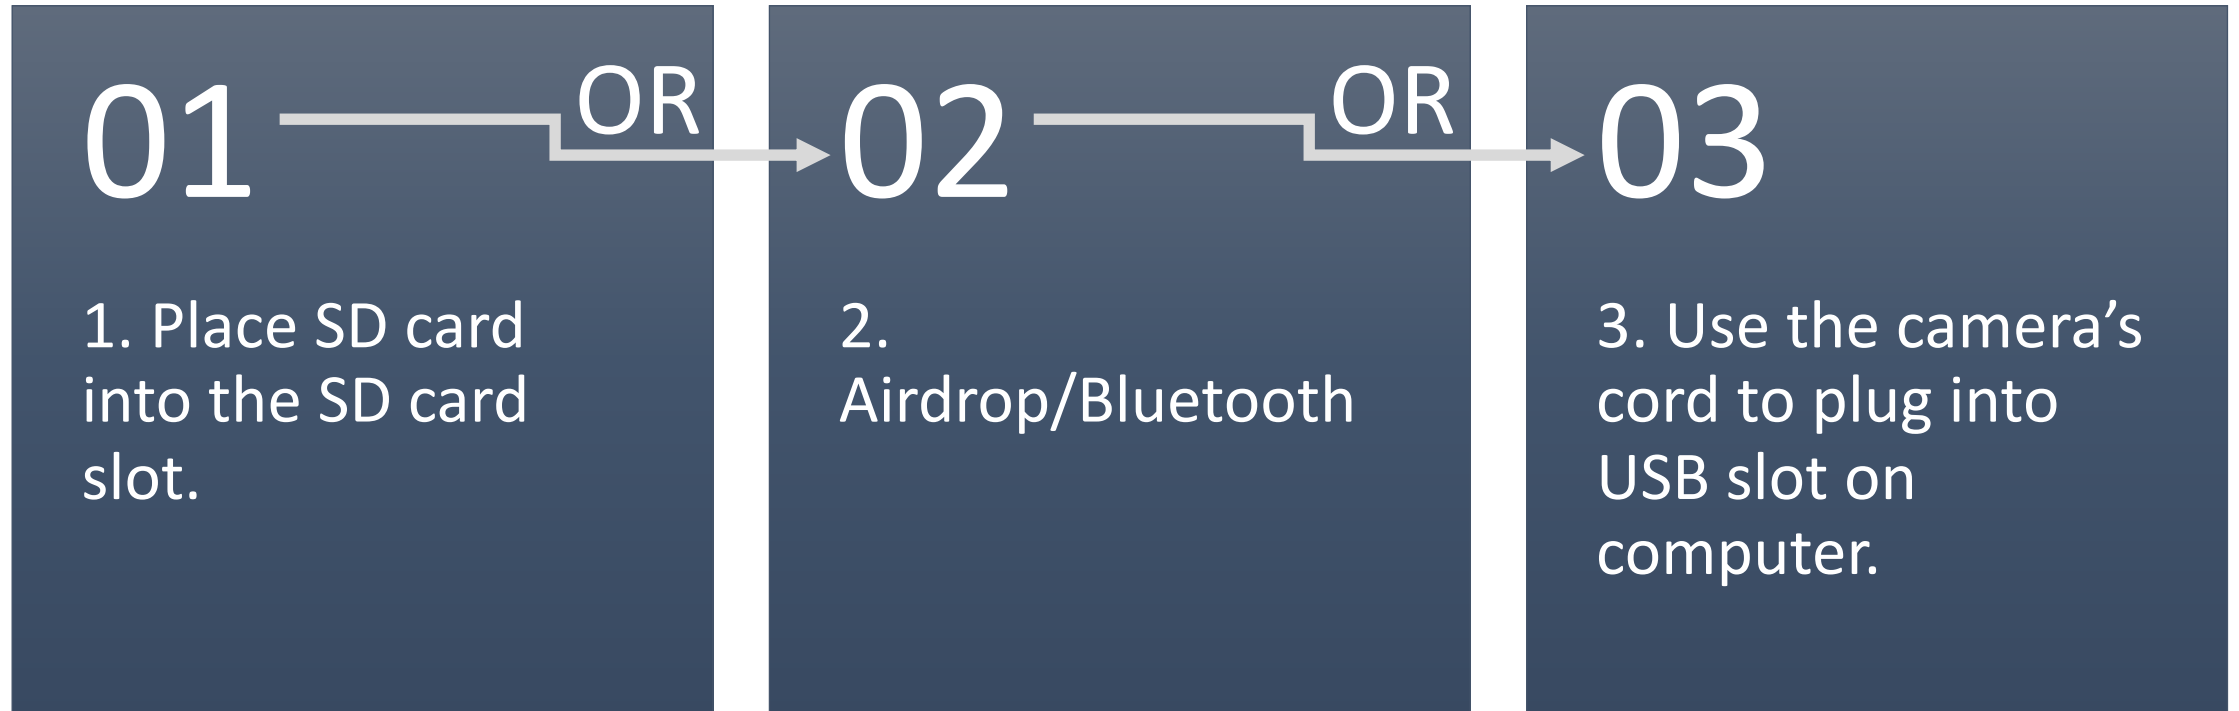 01
OR
1. Place SD card
into the SD card
slot.
02
OR
2.
Airdrop/Bluetooth
03
3. Use the camera’s
cord to plug into
USB slot on
computer.